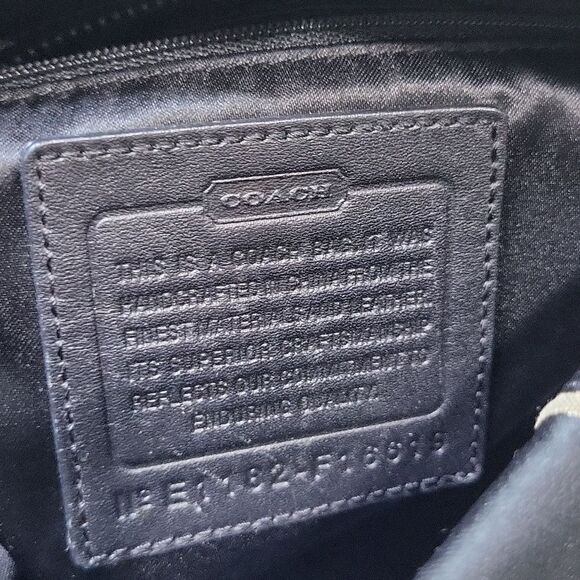 COACH
THIS IS A COACH BAG. IT WAS
HANDCRAFTED IN CHINA FROM THE
FINEST MATERIALS AND LEATHER.
ITS SUPERIOR CRAFTSMANSHIP
REFLECTS OUR COMMITMENT TO
ENDURING QUALITY.